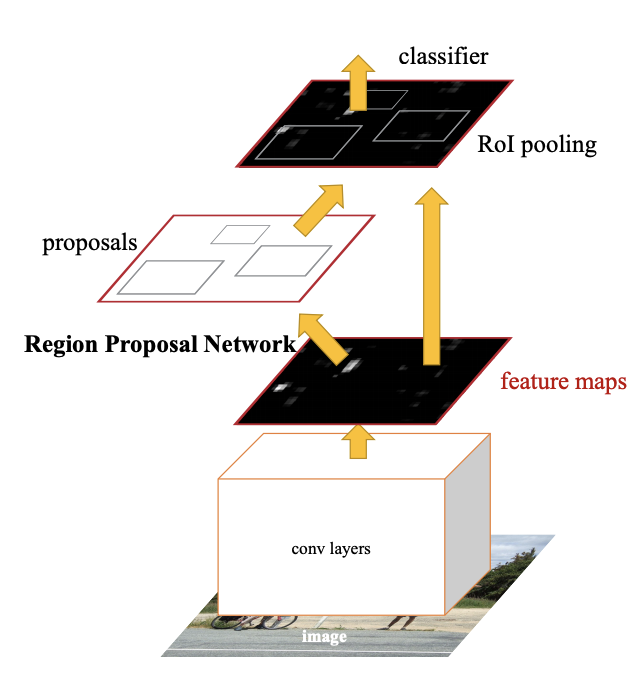 classifier
RoI pooling
proposals
Region Proposal Network
feature maps
conv layers
image